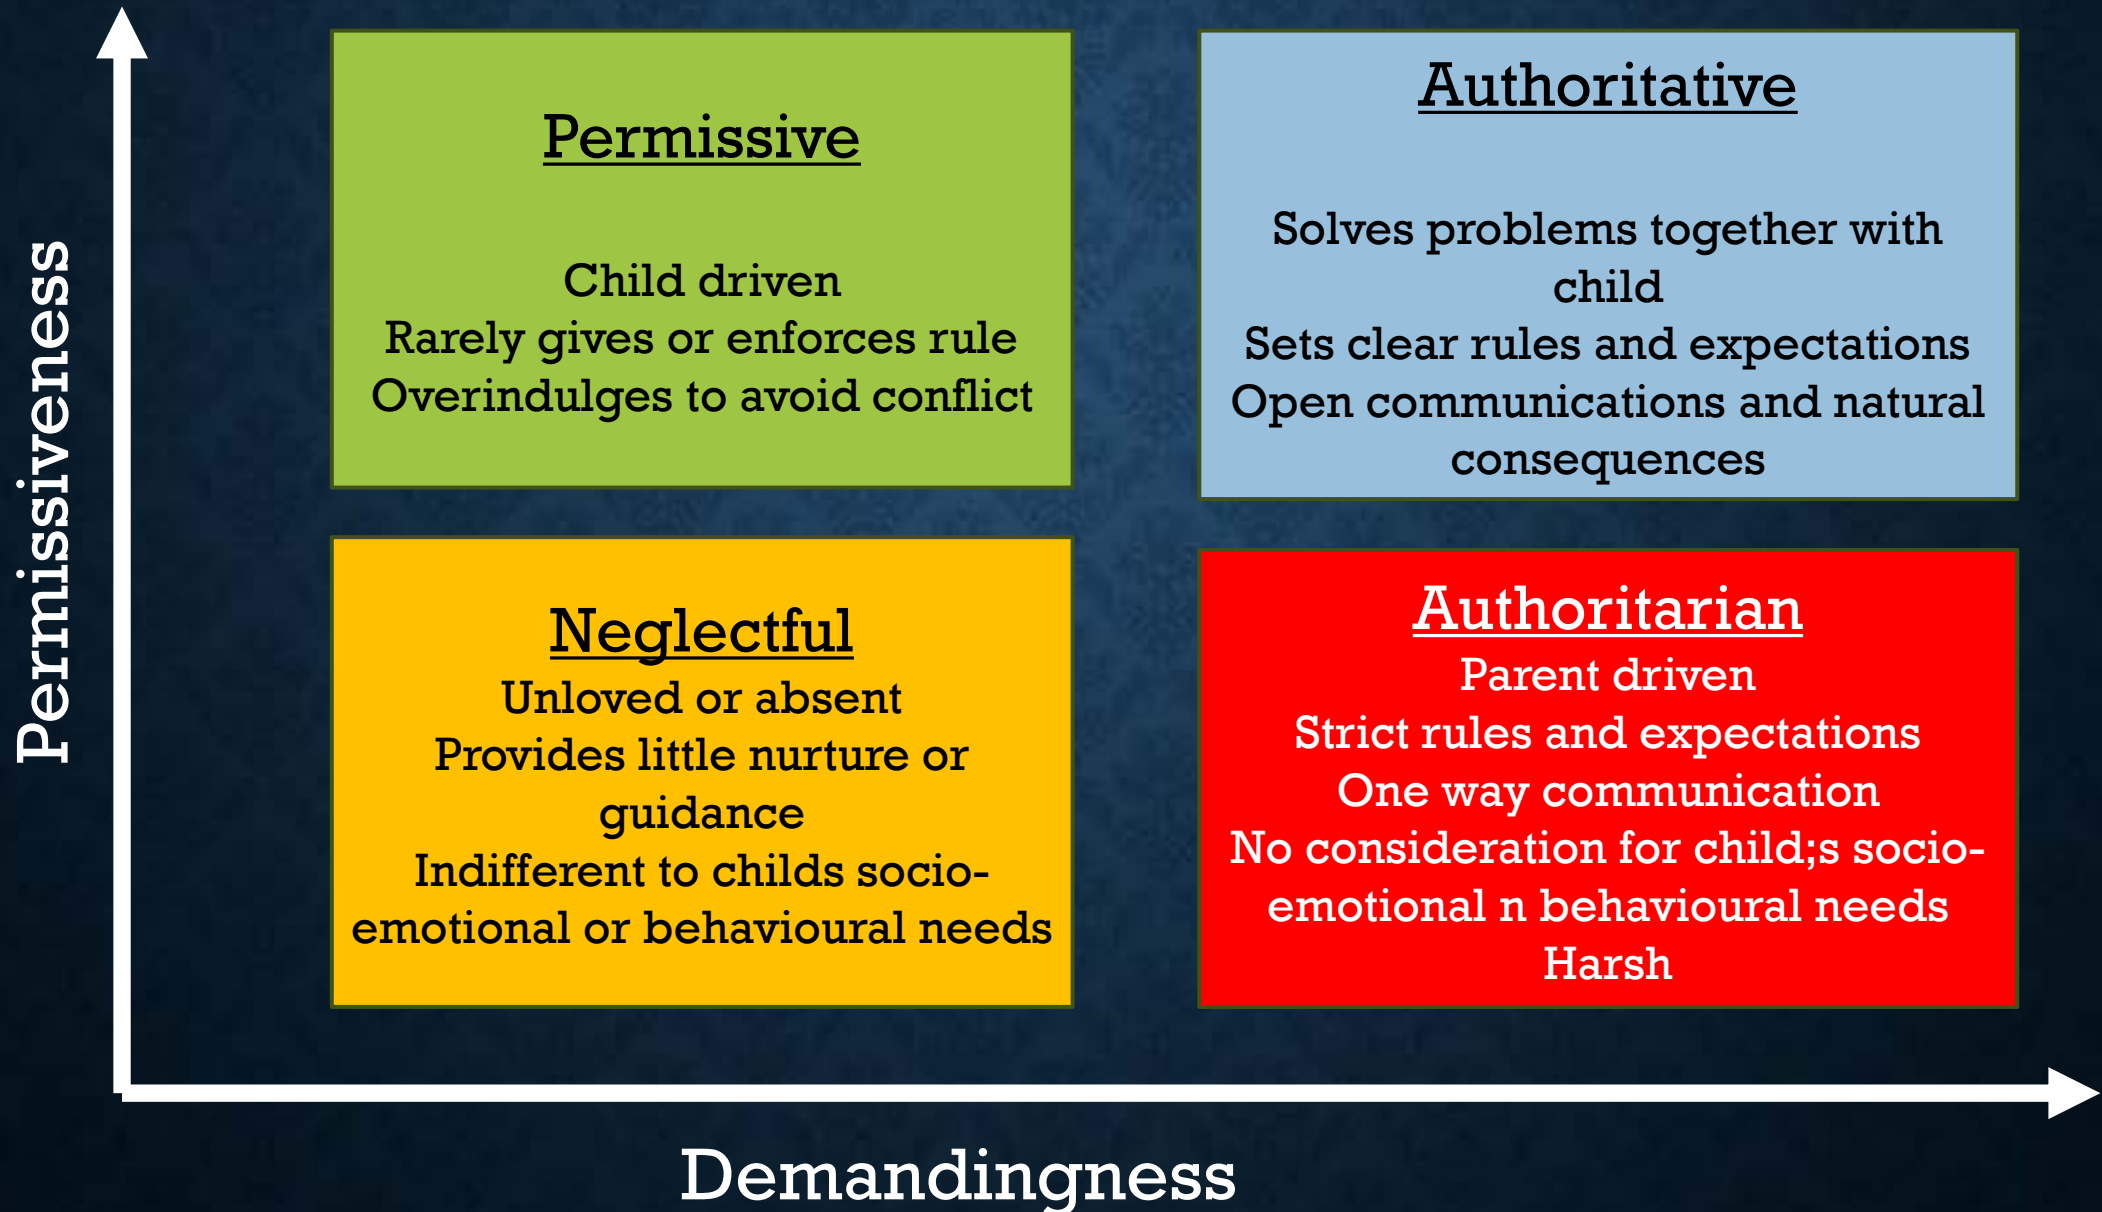 Permissiveness
Permissive
Child driven
Rarely gives or enforces rule
Overindulges to avoid conflict
Authoritative
Solves problems together with
child
Sets clear rules and expectations
Open communications and natural
consequences
Neglectful
Unloved or absent
Provides little nurture or
guidance
Indifferent to childs socio-
emotional or behavioural needs
Authoritarian
Parent driven
Strict rules and expectations
One way communication
No consideration for child;s socio-
emotional n behavioural needs
Harsh
Demandingness